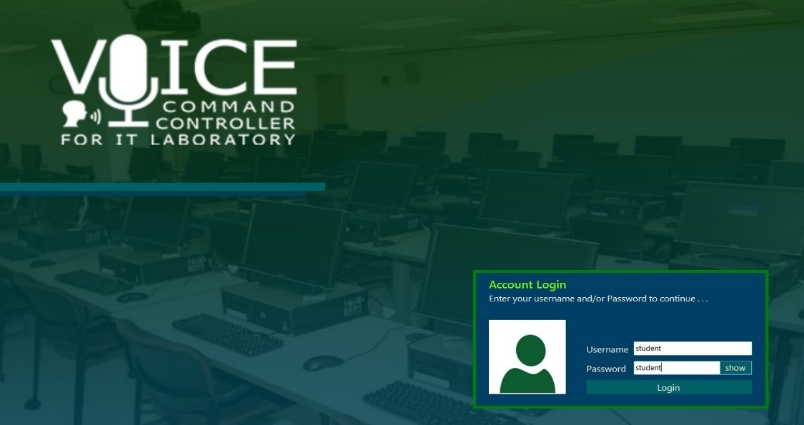 VOICE
COMMAND
CONTROLLER
FOR IT LABORATORY
Account Login
Enter your username and/or Password to continue . . .
Username student
Password student show
Login